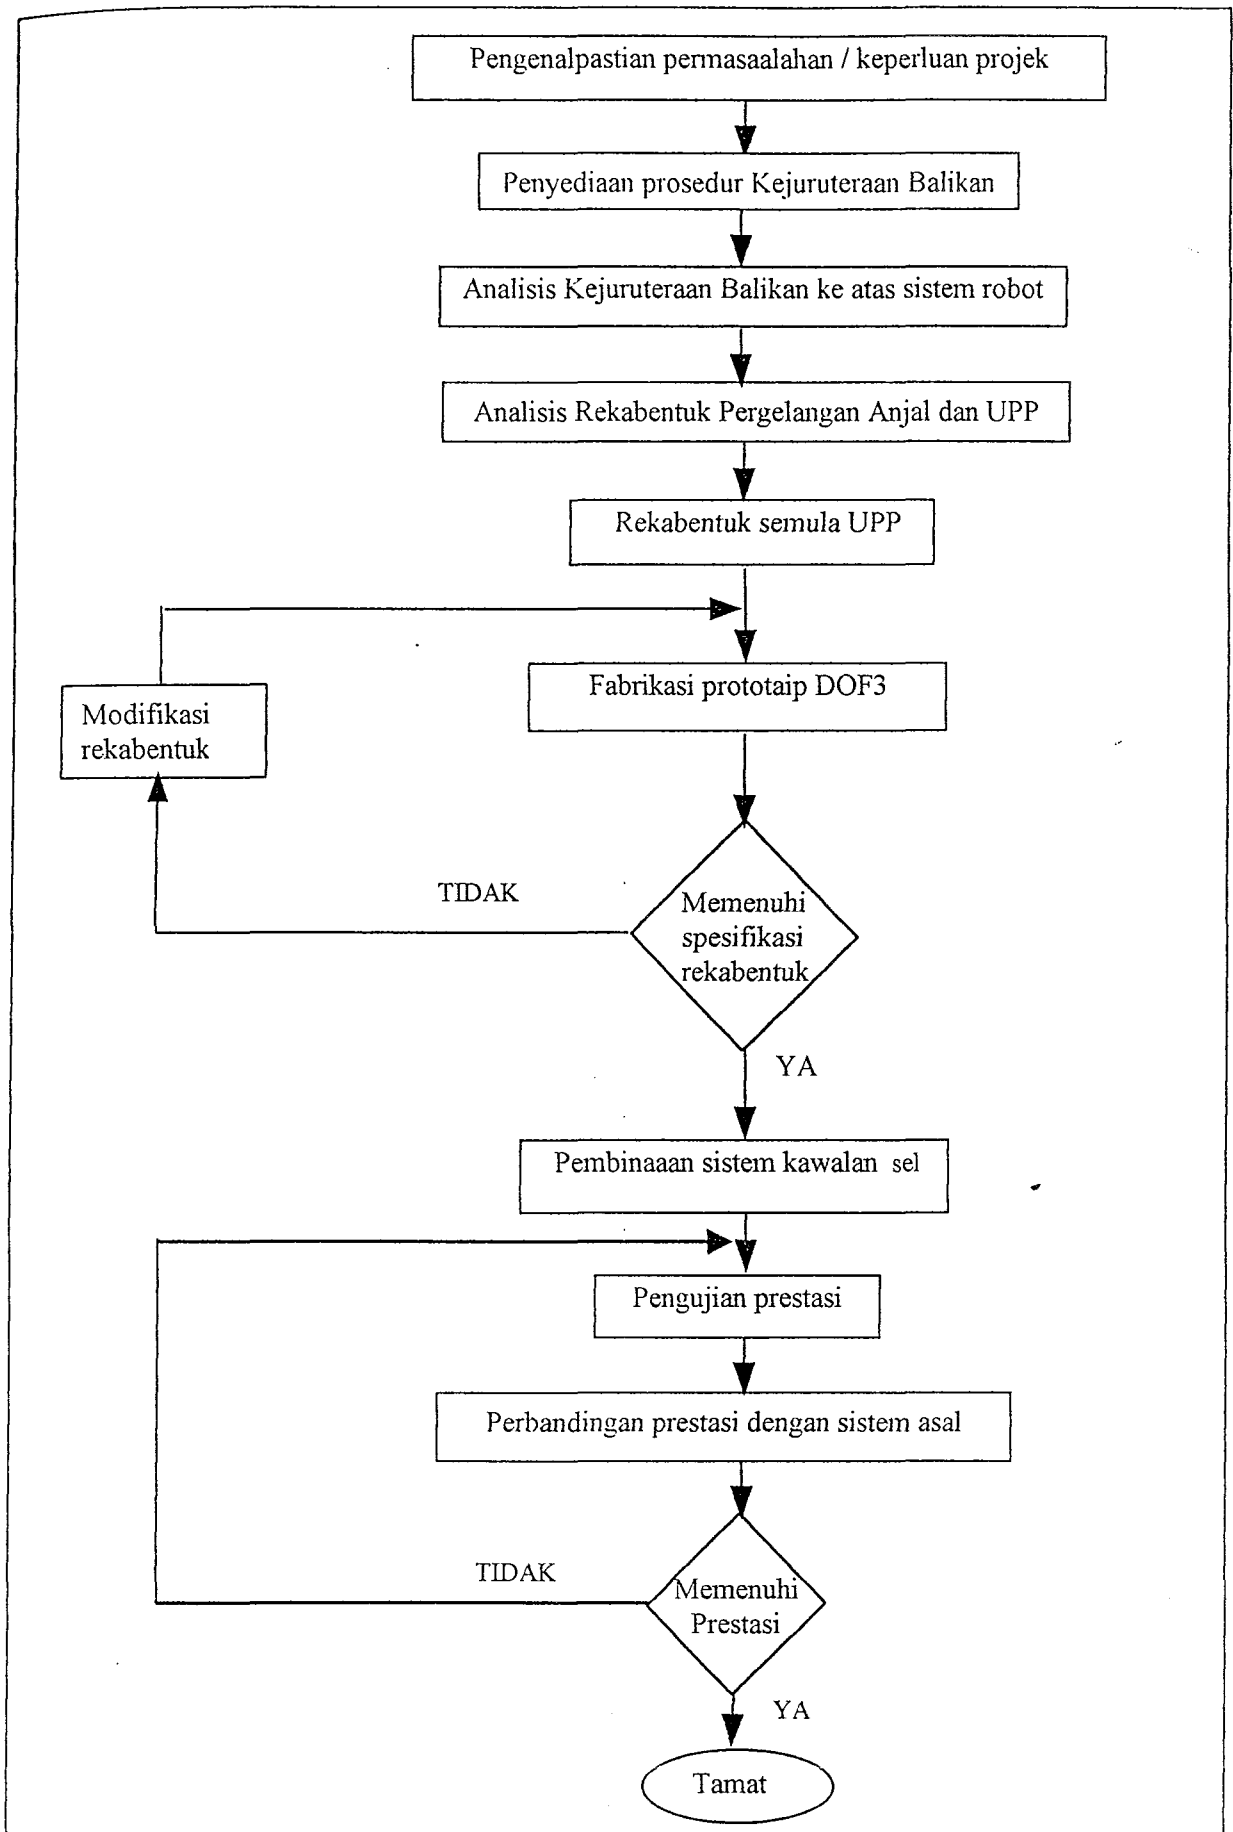 Pengenalpastian permasaalahan / keperluan projek
Penyediaan prosedur Kejuruteraan Balikan
Analisis Kejuruteraan Balikan ke atas sistem robot
Analisis Rekabentuk Pergelangan Anjal dan UPP
Rekabentuk semula UPP
Fabrikasi prototaip DOF3
Modifikasi
rekabentuk
TIDAK
Memenuhi
spesifikasi
rekabentuk
YA
Pembinaaan sistem kawalan sel
Pengujian prestasi
Perbandingan prestasi dengan sistem asal
TIDAK
Memenuhi
Prestasi
YA
Tamat